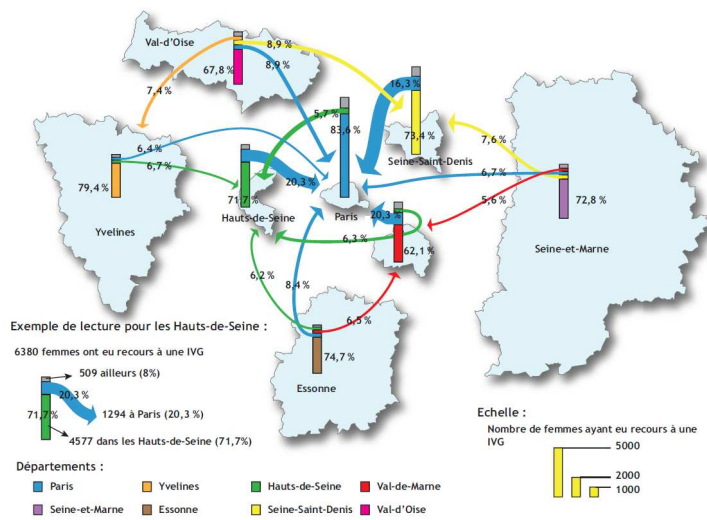 Val-d'Oise
8,9 %
8,9%
67,8 %
7,4%
16,3%
5,7 %
83,6%
73,4%
7,6%
Seine-Saint-Denis
6,4%
6,7%
79,4%
Yvelines
20,3%
71,7%
Hauts-de-Seine
Paris
6,7%
5,6%
72,8 %
20,3%
6,3%
62,1%
Seine-et-Marne
6,2%
8,4%
6,5%
74,7%
Essonne
Exemple de lecture pour les Hauts-de-Seine :
6380 femmes ont eu recours à une IVG
509 ailleurs (8%)
20,3%
71,7%
1294 à Paris (20,3 %)
4577 dans les Hauts-de-Seine (71,7%)
Echelle :
Nombre de femmes ayant eu recours à une
IVG
5000
2000
1000
Départements :
Paris
Yvelines
Hauts-de-Seine
Val-de-Marne
Seine-et-Marne
Essonne
Seine-Saint-Denis
Val-d'Oise